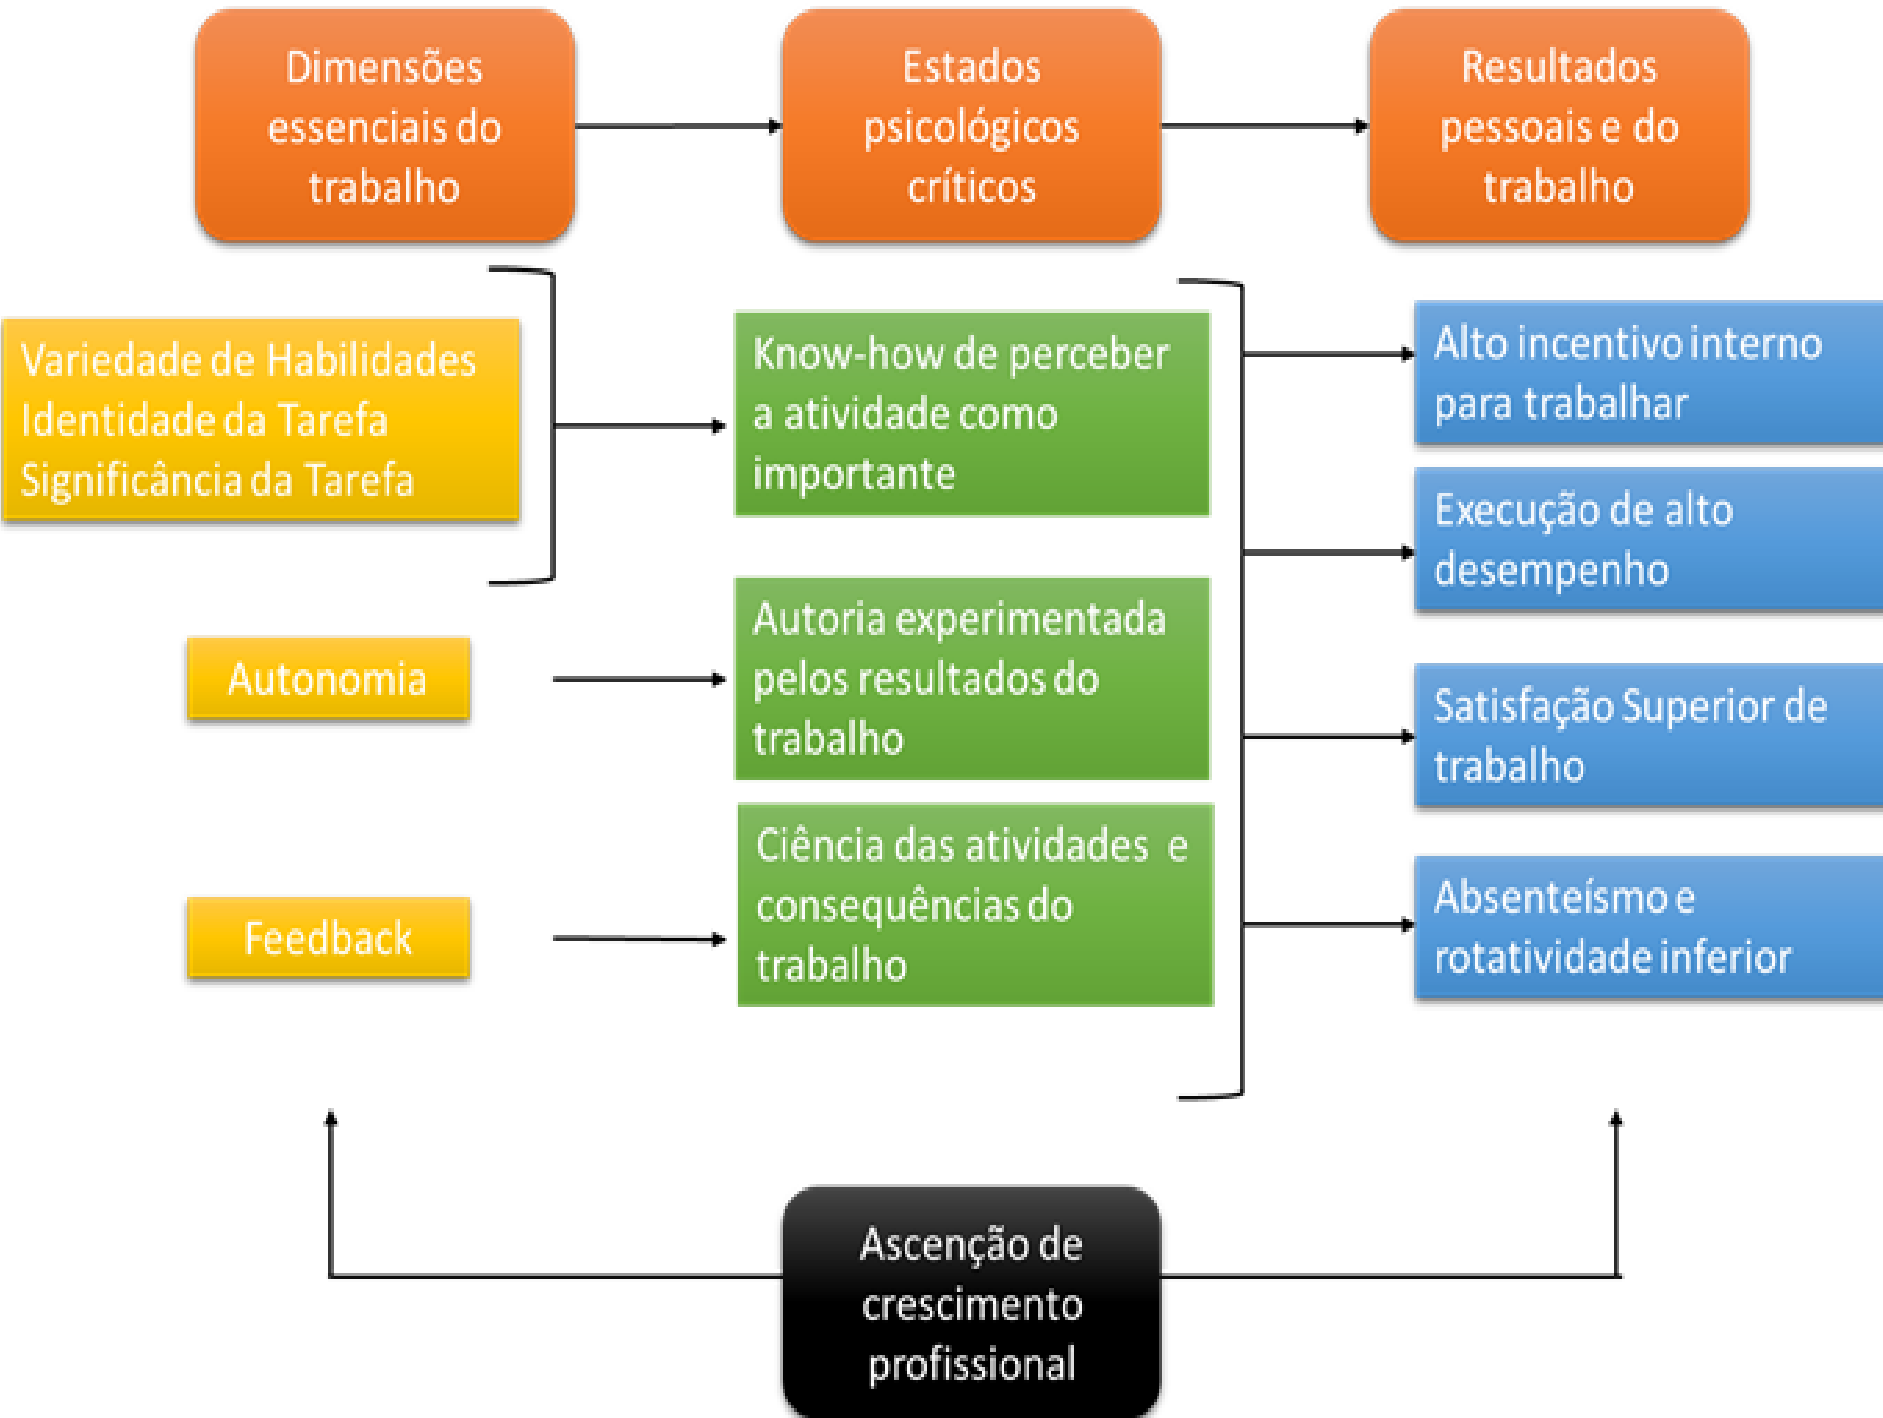 Dimensões
essenciais do
trabalho
Estados
psicológicos
críticos
Resultados
pessoais e do
trabalho
Variedade de Habilidades
Identidade da Tarefa
Significância da Tarefa
Know-how de perceber
a atividade como
importante
Alto incentivo interno
para trabalhar
Execução de alto
desempenho
Autonomia
Autoria experimentada
pelos resultados do
trabalho
Satisfação Superior de
trabalho
Feedback
Ciência das atividades e
consequências do
trabalho
Absenteísmo e
rotatividade inferior
Ascenção de
crescimento
profissional